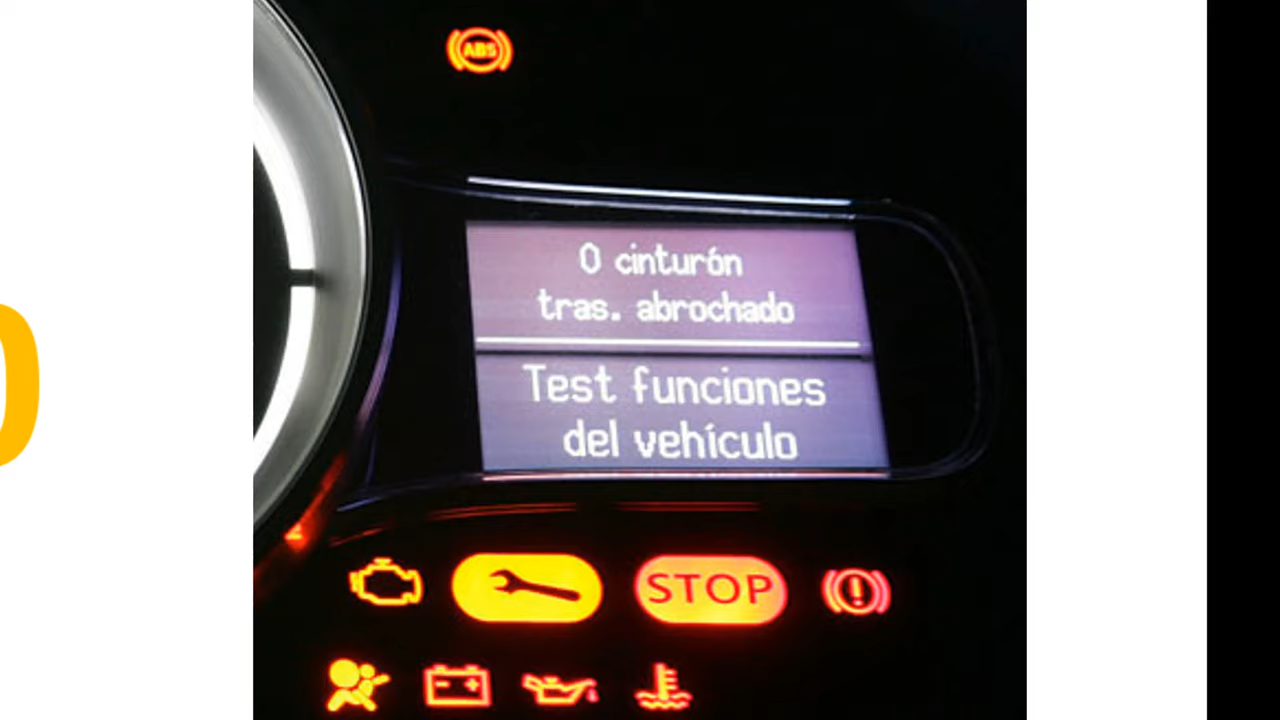 ABS
0 cinturón
tras. abrochado
Test funciones
del vehículo
STOP